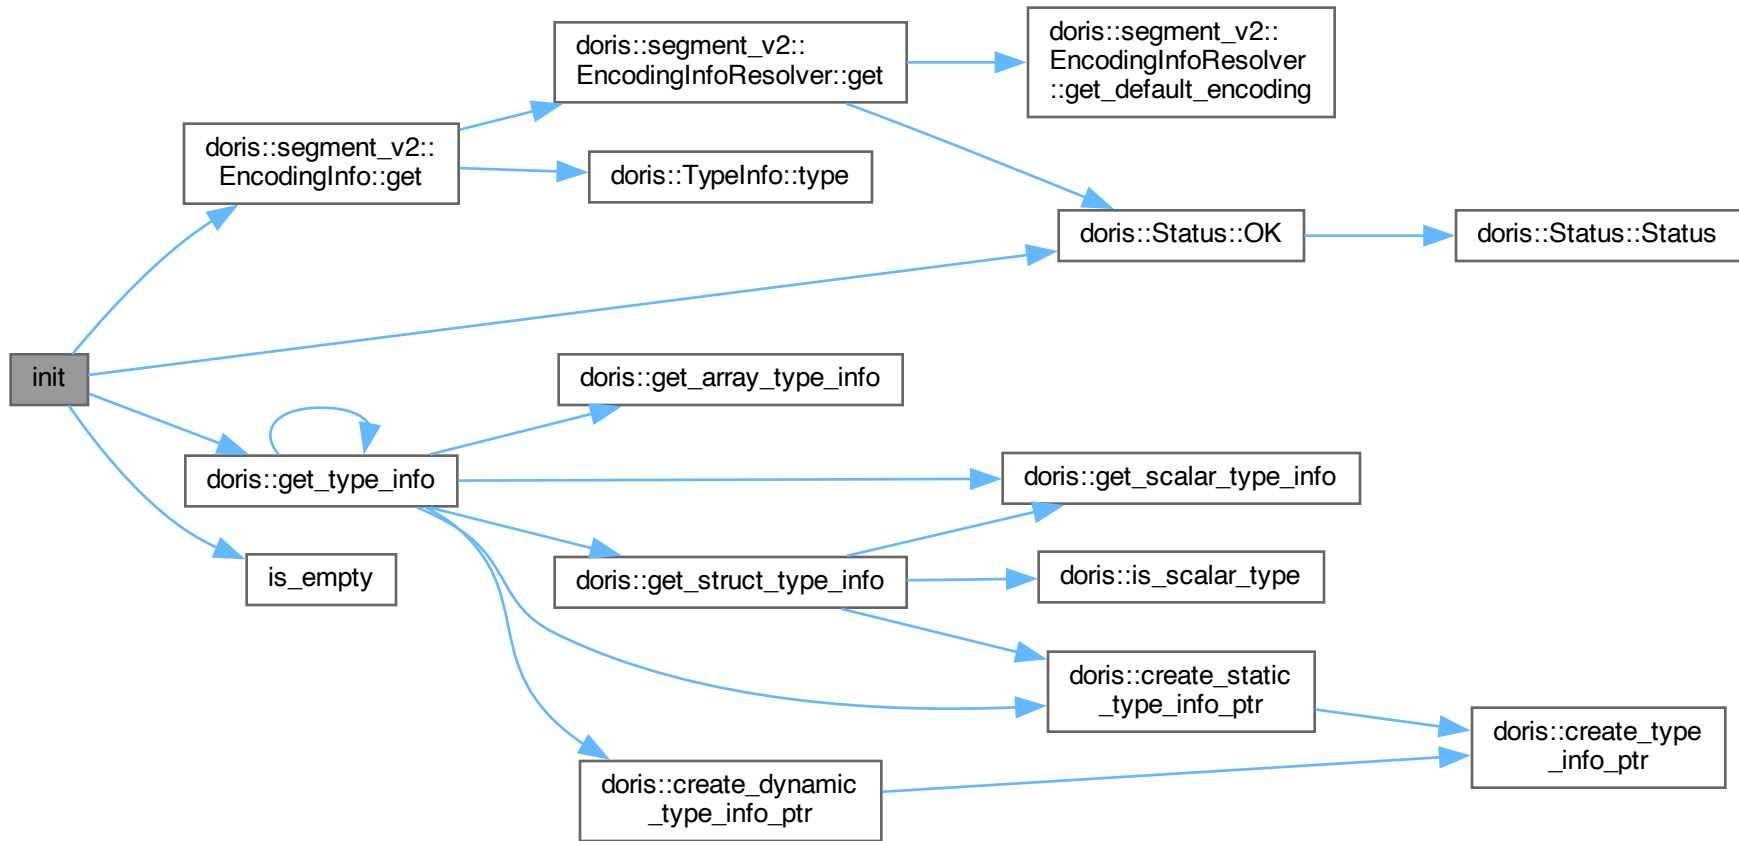 doris::segment_v2::
EncodingInfoResolver::get
doris::segment_v2::
EncodingInfoResolver
::get_default_encoding
doris::segment_v2::
EncodingInfo::get
doris::TypeInfo::type
doris::Status::OK
doris::Status::Status
init
doris::get_array_type_info
doris::get_type_info
doris::get_scalar_type_info
is_empty
doris::get_struct_type_info
doris::is_scalar_type
doris::create_static
_type_info_ptr
doris::create_type
_info_ptr
doris::create_dynamic
_type_info_ptr